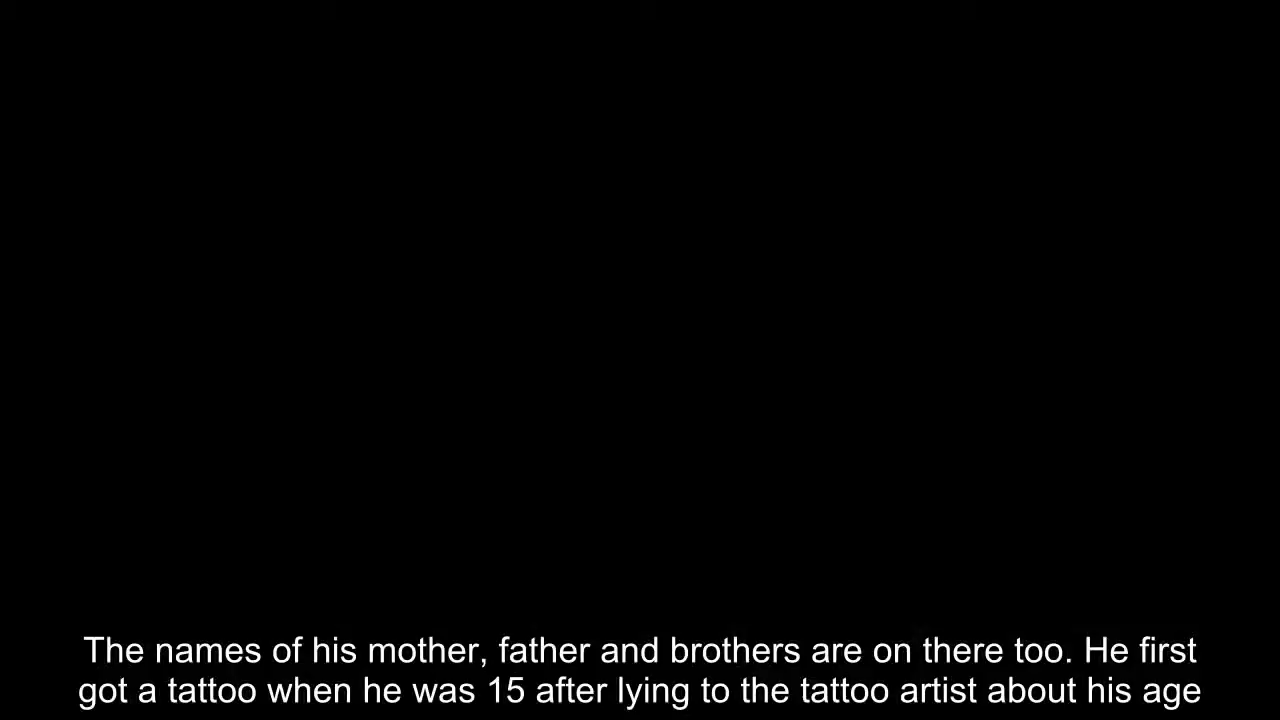 The names of his mother, father and brothers are on there too. He first
got a tattoo when he was 15 after lying to the tattoo artist about his age